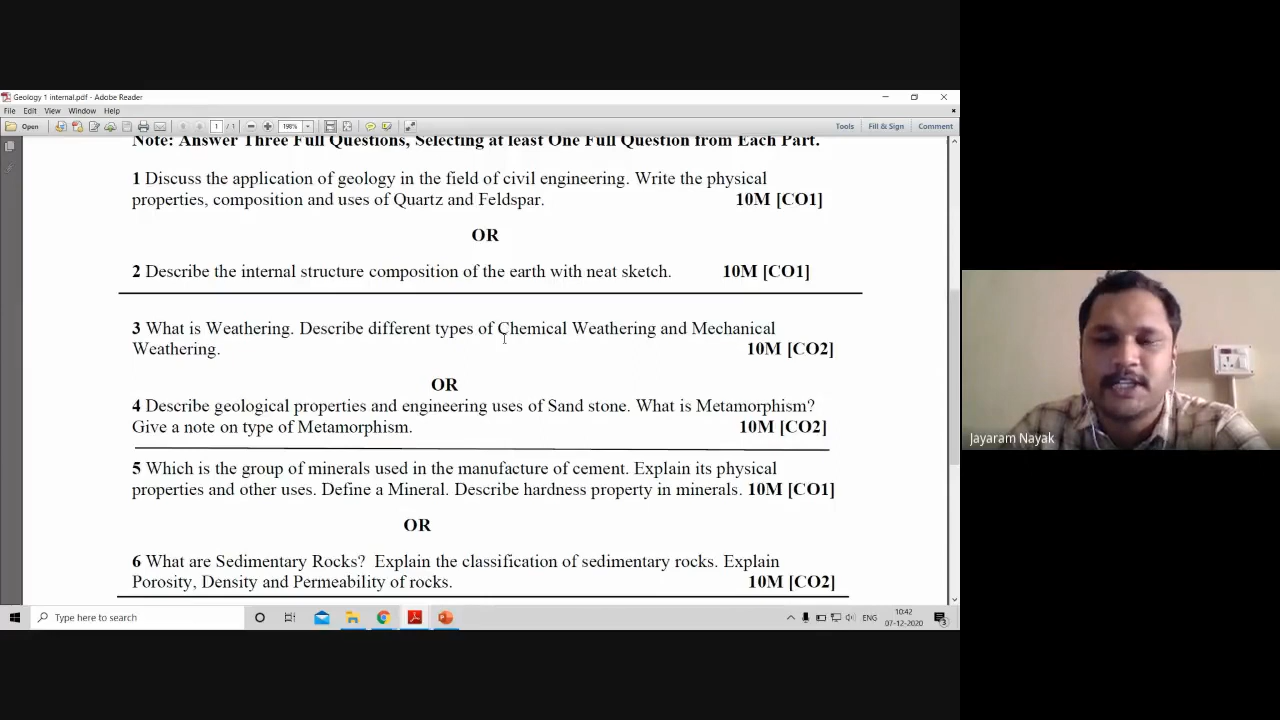 Geology 1 internal.pdf - Adobe Reader
File Edit View Window Help
Open 1 / 1 198% Tools Fill & Sign Comment
Note: Answer Three Full Questions, Selecting at least One Full Question from Each Part.
1 Discuss the application of geology in the field of civil engineering. Write the physical
properties, composition and uses of Quartz and Feldspar. 10M [CO1]
OR
2 Describe the internal structure composition of the earth with neat sketch. 10M [CO1]
3 What is Weathering. Describe different types of Chemical Weathering and Mechanical
Weathering. 10M [CO2]
OR
4 Describe geological properties and engineering uses of Sand stone. What is Metamorphism?
Give a note on type of Metamorphism. 10M [CO2]
5 Which is the group of minerals used in the manufacture of cement. Explain its physical
properties and other uses. Define a Mineral. Describe hardness property in minerals. 10M [CO1]
OR
6 What are Sedimentary Rocks? Explain the classification of sedimentary rocks. Explain
Porosity, Density and Permeability of rocks. 10M [CO2]
Type here to search
ENG
10:42
07-12-2020
3
Jayaram Nayak